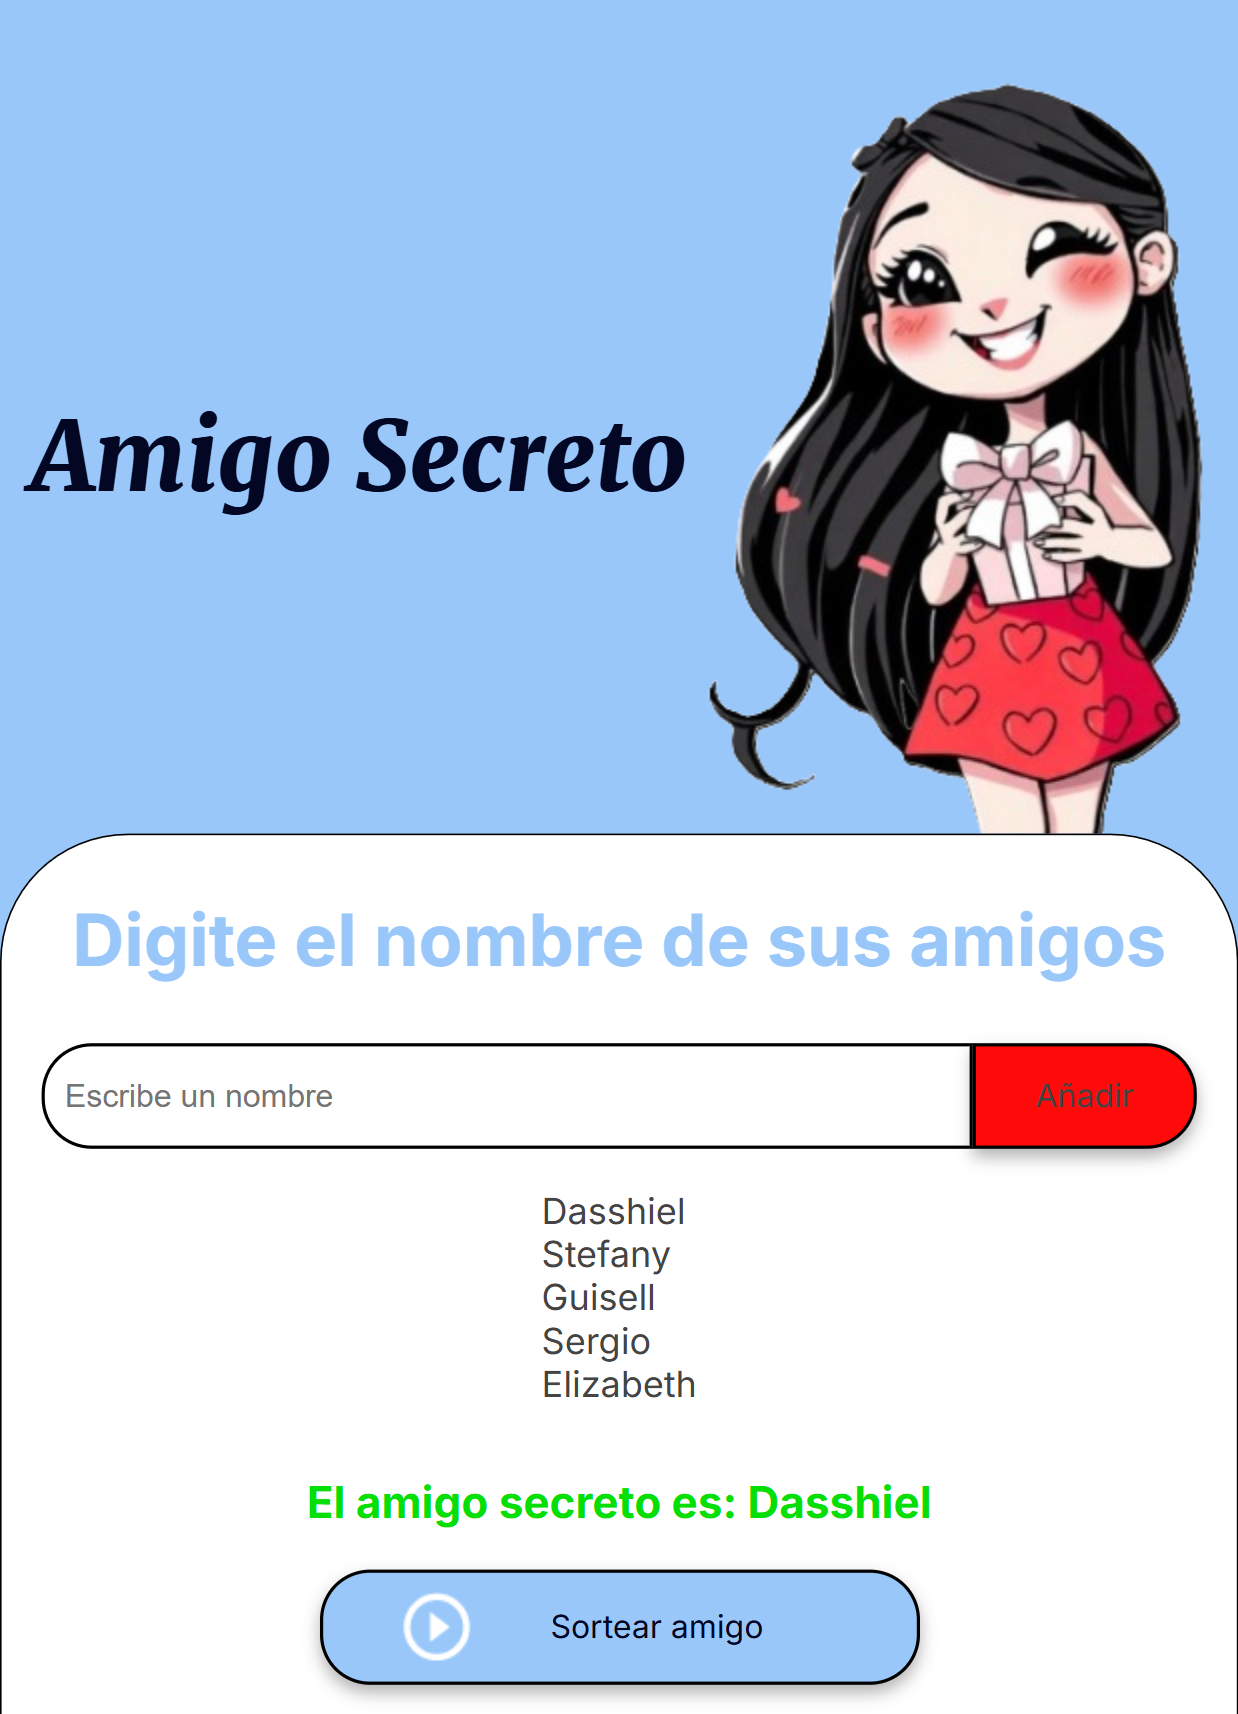 Amigo Secreto
Digite el nombre de sus amigos
Escribe un nombre
Añadir
Dasshiel
Stefany
Guisell
Sergio
Elizabeth
El amigo secreto es: Dasshiel
Sortear amigo